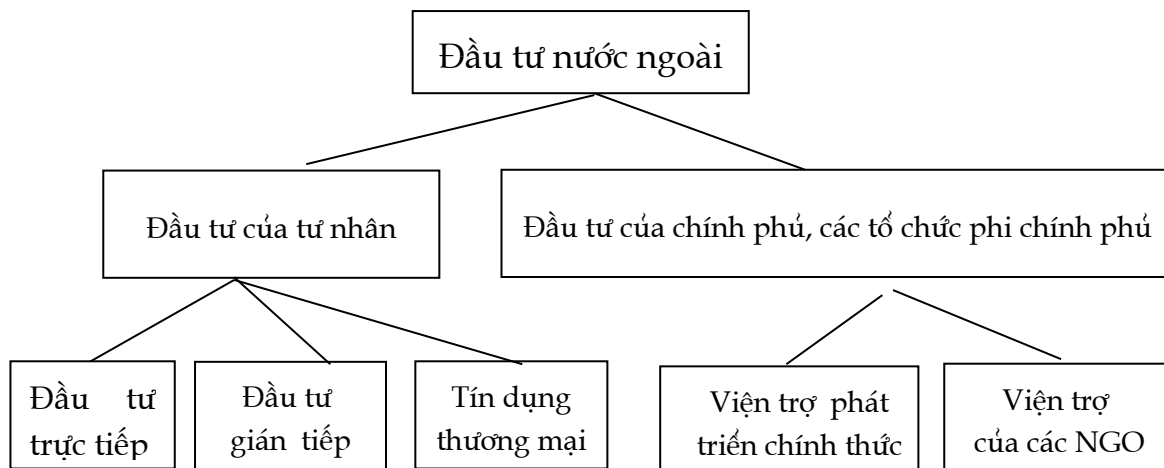 Đầu tư nước ngoài
Đầu tư của tư nhân
Đầu tư của chính phủ, các tổ chức phi chính phủ
Đầu tư
trực tiếp
Đầu tư
gián tiếp
Tín dụng
thương mại
Viện trợ phát
triển chính thức
Viện trợ
của các NGO